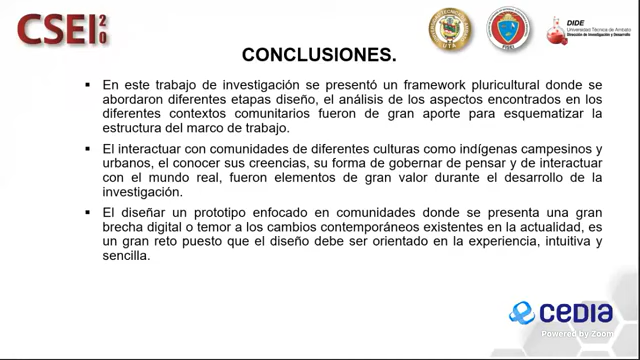 CSEI 20
UTA
FISEI
DIDE
Universidad Técnica de Ambato
Dirección de Investigación y Desarrollo
CONCLUSIONES.
▪ En este trabajo de investigación se presentó un framework pluricultural donde se
abordaron diferentes etapas diseño, el análisis de los aspectos encontrados en los
diferentes contextos comunitarios fueron de gran aporte para esquematizar la
estructura del marco de trabajo.
▪ El interactuar con comunidades de diferentes culturas como indígenas campesinos y
urbanos, el conocer sus creencias, su forma de gobernar de pensar y de interactuar
con el mundo real, fueron elementos de gran valor durante el desarrollo de la
investigación.
▪ El diseñar un prototipo enfocado en comunidades donde se presenta una gran
brecha digital o temor a los cambios contemporáneos existentes en la actualidad, es
un gran reto puesto que el diseño debe ser orientado en la experiencia, intuitiva y
sencilla.
cedia
Powered by Zoom